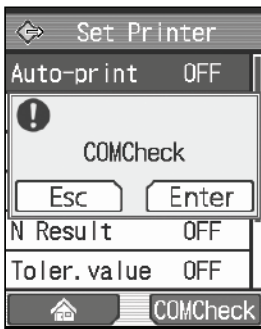 Set Printer
Auto-print OFF
COMCheck
Esc Enter
N Result OFF
Toler.value OFF
COMCheck